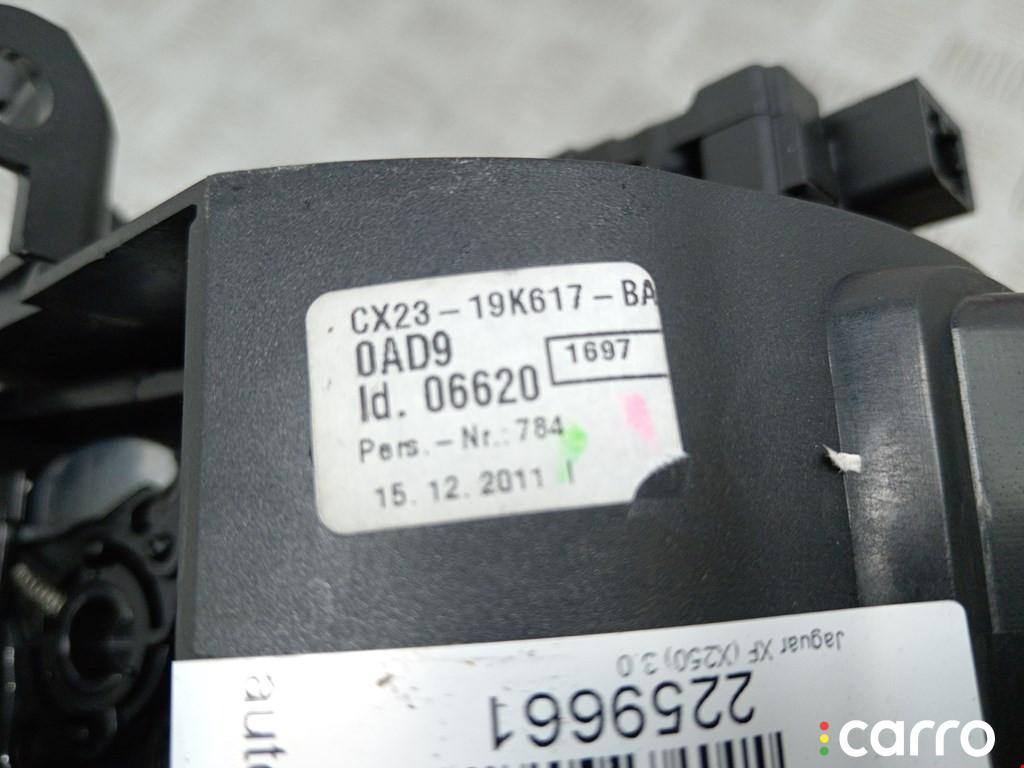 CX23-19K617-BA
0AD9
1697
Id. 06620
Pers.-Nr.: 784
15.12.2011
Jaguar XF (X250) 3.0
2259661
auto
carro